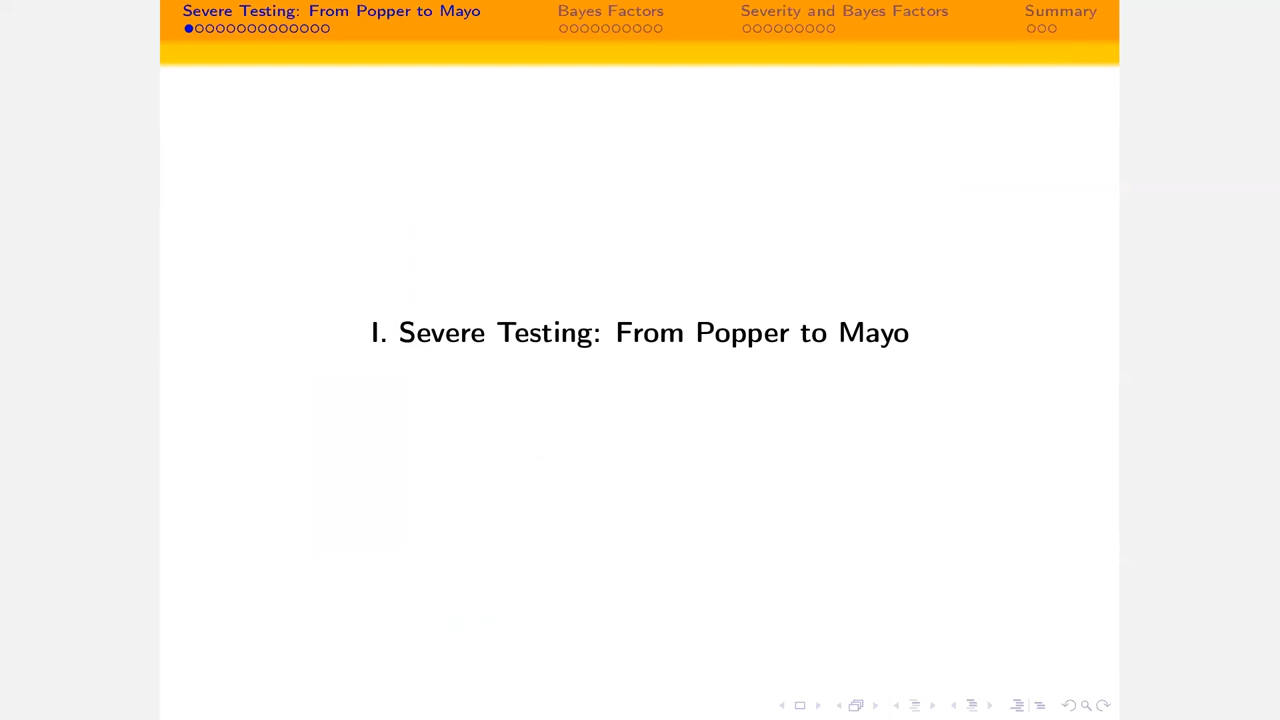 Severe Testing: From Popper to Mayo
Bayes Factors
Severity and Bayes Factors
Summary
I. Severe Testing: From Popper to Mayo